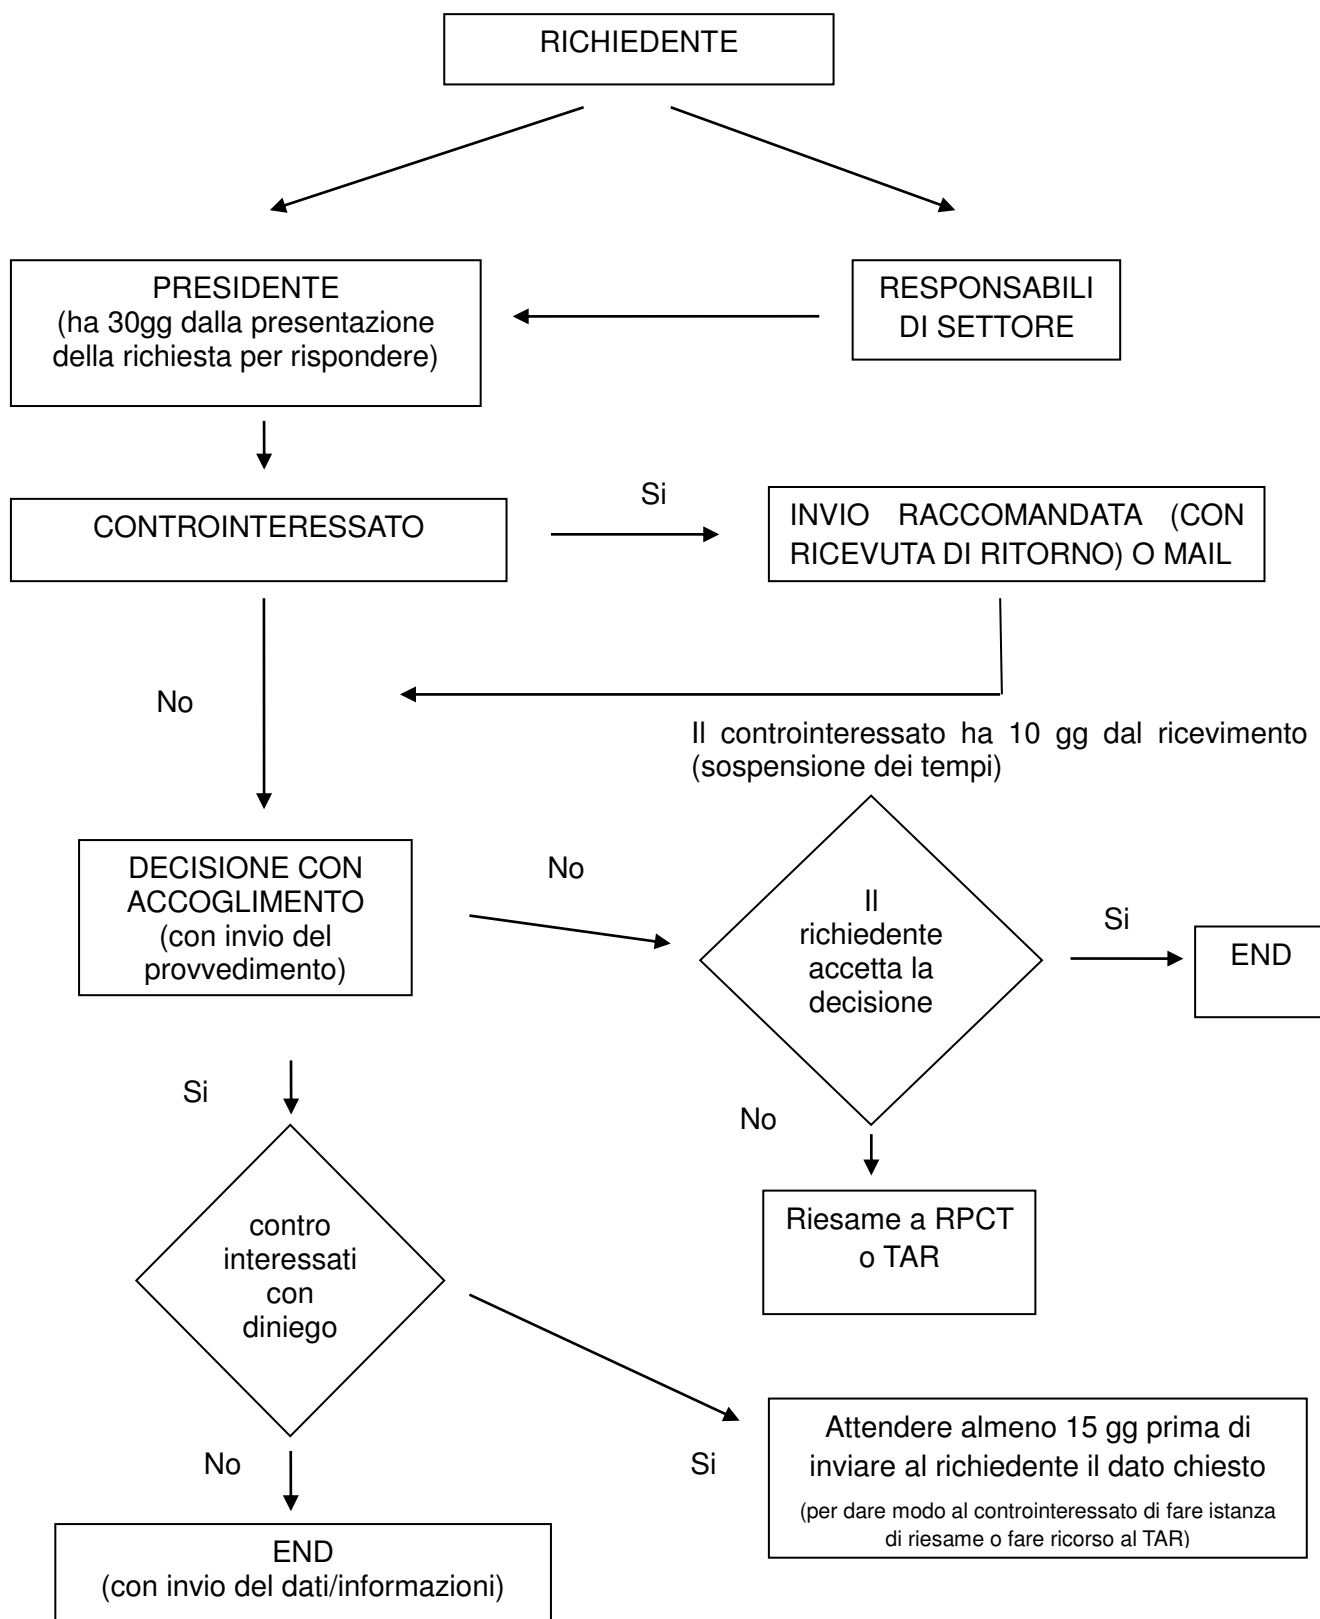 RICHIEDENTE
PRESIDENTE
(ha 30gg dalla presentazione
della richiesta per rispondere)
RESPONSABILI
DI SETTORE
CONTROINTERESSATO
Si
INVIO RACCOMANDATA (CON
RICEVUTA DI RITORNO) O MAIL
No
Il controinteressato ha 10 gg dal ricevimento
(sospensione dei tempi)
DECISIONE CON
ACCOGLIMENTO
(con invio del
provvedimento)
No
Il
richiedente
accetta la
decisione
Si
END
Si
No
Riesame a RPCT
o TAR
contro
interessati
con
diniego
Si
Attendere almeno 15 gg prima di
inviare al richiedente il dato chiesto
(per dare modo al controinteressato di fare istanza
di riesame o fare ricorso al TAR)
No
END
(con invio del dati/informazioni)